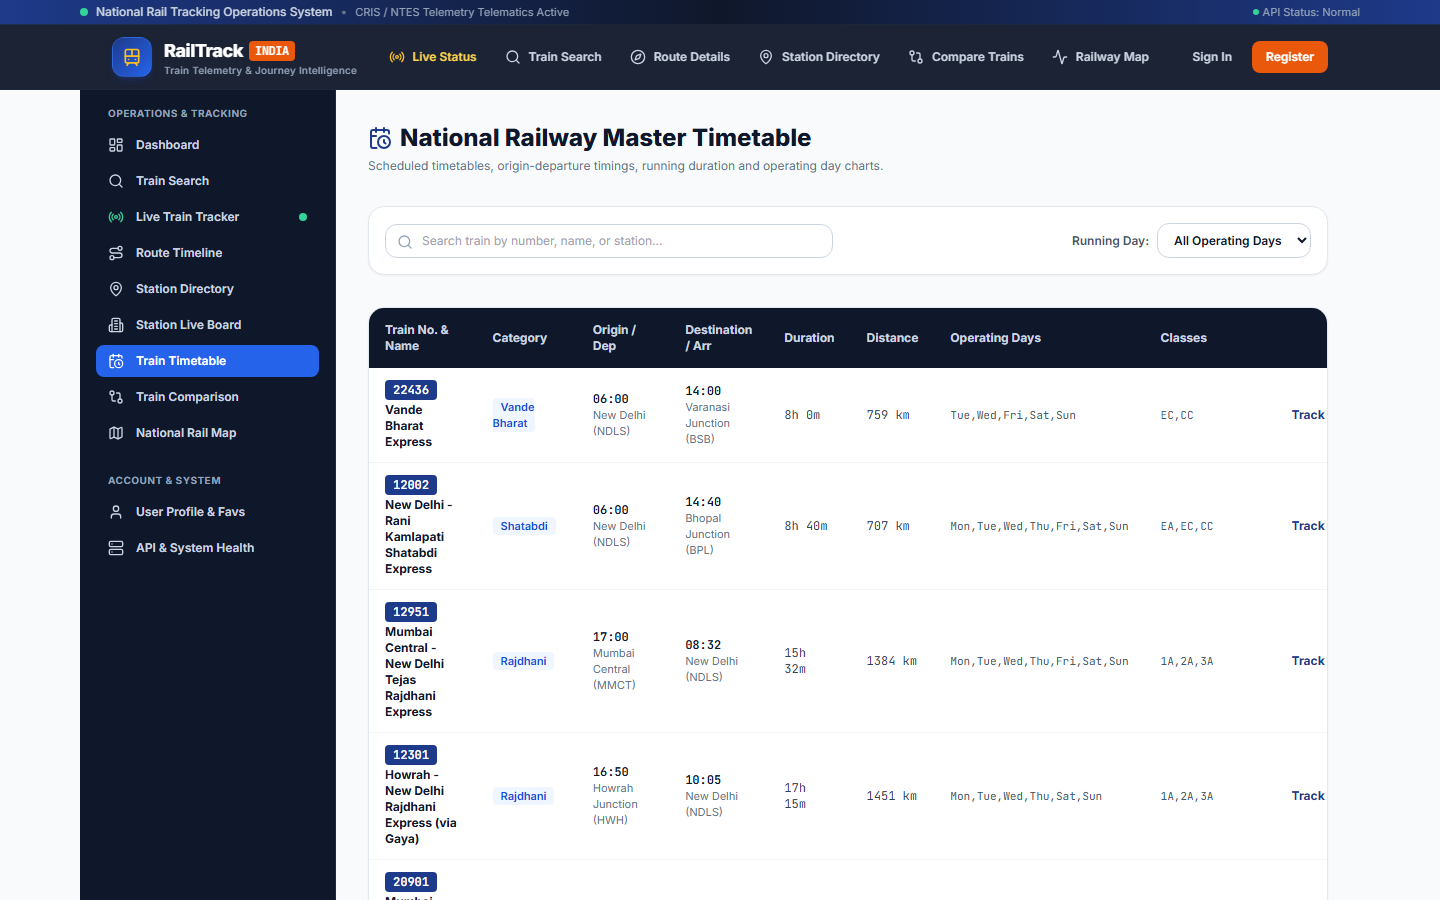 National Rail Tracking Operations System • CRIS / NTES Telemetry Telematics Active
API Status: Normal
RailTrack INDIA
Train Telemetry & Journey Intelligence
Live Status
Train Search
Route Details
Station Directory
Compare Trains
Railway Map
Sign In
Register
OPERATIONS & TRACKING
Dashboard
Train Search
Live Train Tracker
Route Timeline
Station Directory
Station Live Board
Train Timetable
Train Comparison
National Rail Map
ACCOUNT & SYSTEM
User Profile & Favs
API & System Health
National Railway Master Timetable
Scheduled timetables, origin-departure timings, running duration and operating day charts.
Search train by number, name, or station...
Running Day:
All Operating Days
Train No. &
Name
Category
Origin /
Dep
Destination
/ Arr
Duration
Distance
Operating Days
Classes
22436
Vande
Bharat
Express
Vande
Bharat
06:00
New Delhi
(NDLS)
14:00
Varanasi
Junction
(BSB)
8h 0m
759 km
Tue,Wed,Fri,Sat,Sun
EC,CC
Track
12002
New Delhi -
Rani
Kamlapati
Shatabdi
Express
Shatabdi
06:00
New Delhi
(NDLS)
14:40
Bhopal
Junction
(BPL)
8h 40m
707 km
Mon,Tue,Wed,Thu,Fri,Sat,Sun
EA,EC,CC
Track
12951
Mumbai
Central -
New Delhi
Tejas
Rajdhani
Express
Rajdhani
17:00
Mumbai
Central
(MMCT)
08:32
New Delhi
(NDLS)
15h
32m
1384 km
Mon,Tue,Wed,Thu,Fri,Sat,Sun
1A,2A,3A
Track
12301
Howrah -
New Delhi
Rajdhani
Express (via
Gaya)
Rajdhani
16:50
Howrah
Junction
(HWH)
10:05
New Delhi
(NDLS)
17h
15m
1451 km
Mon,Tue,Wed,Thu,Sat,Sun
1A,2A,3A
Track
20901